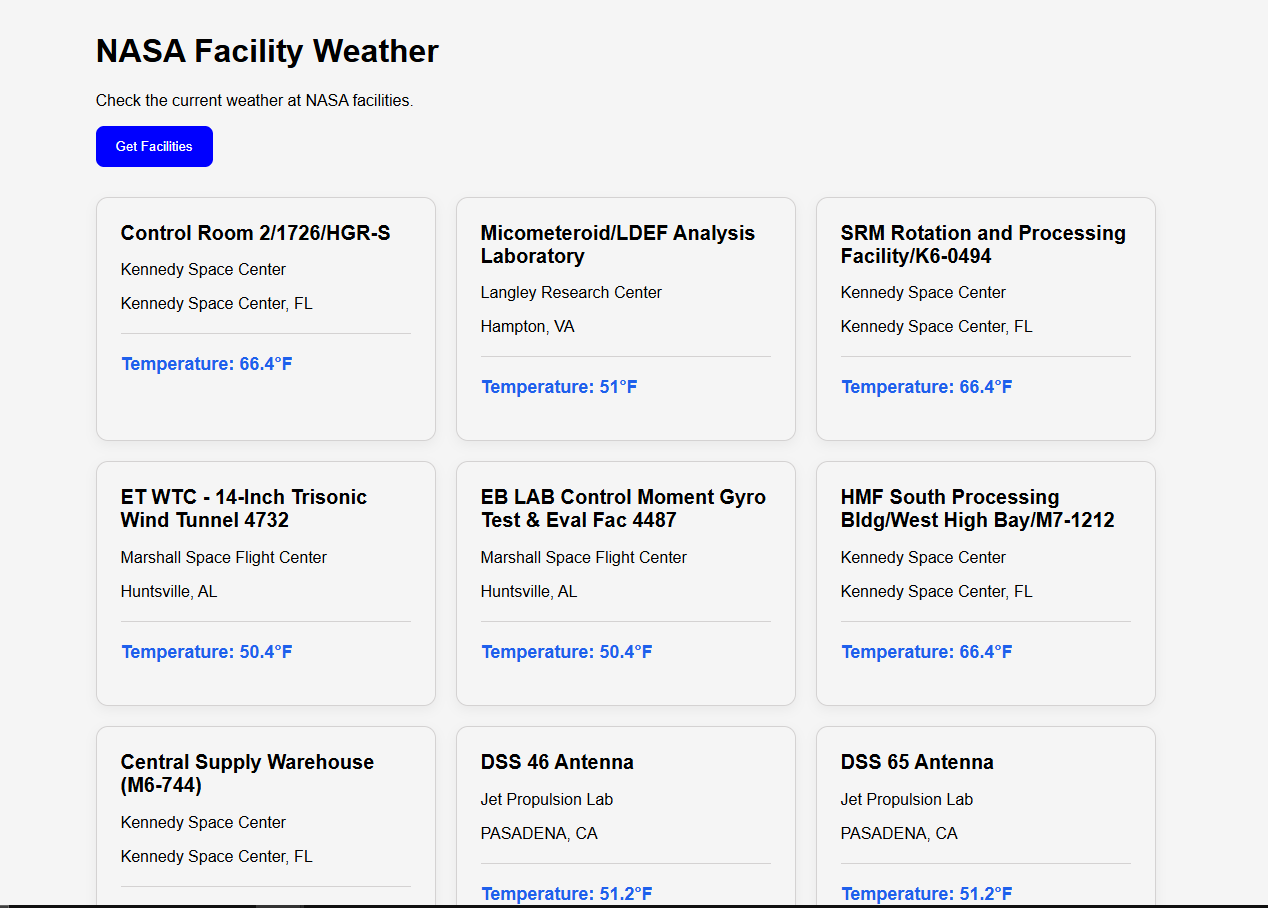 NASA Facility Weather
Check the current weather at NASA facilities.
Get Facilities
Control Room 2/1726/HGR-S
Kennedy Space Center
Kennedy Space Center, FL
Temperature: 66.4°F
Micometeroid/LDEF Analysis
Laboratory
Langley Research Center
Hampton, VA
Temperature: 51°F
SRM Rotation and Processing
Facility/K6-0494
Kennedy Space Center
Kennedy Space Center, FL
Temperature: 66.4°F
ET WTC - 14-Inch Trisonic
Wind Tunnel 4732
Marshall Space Flight Center
Huntsville, AL
Temperature: 50.4°F
EB LAB Control Moment Gyro
Test & Eval Fac 4487
Marshall Space Flight Center
Huntsville, AL
Temperature: 50.4°F
HMF South Processing
Bldg/West High Bay/M7-1212
Kennedy Space Center
Kennedy Space Center, FL
Temperature: 66.4°F
Central Supply Warehouse
(M6-744)
Kennedy Space Center
Kennedy Space Center, FL
DSS 46 Antenna
Jet Propulsion Lab
PASADENA, CA
Temperature: 51.2°F
DSS 65 Antenna
Jet Propulsion Lab
PASADENA, CA
Temperature: 51.2°F